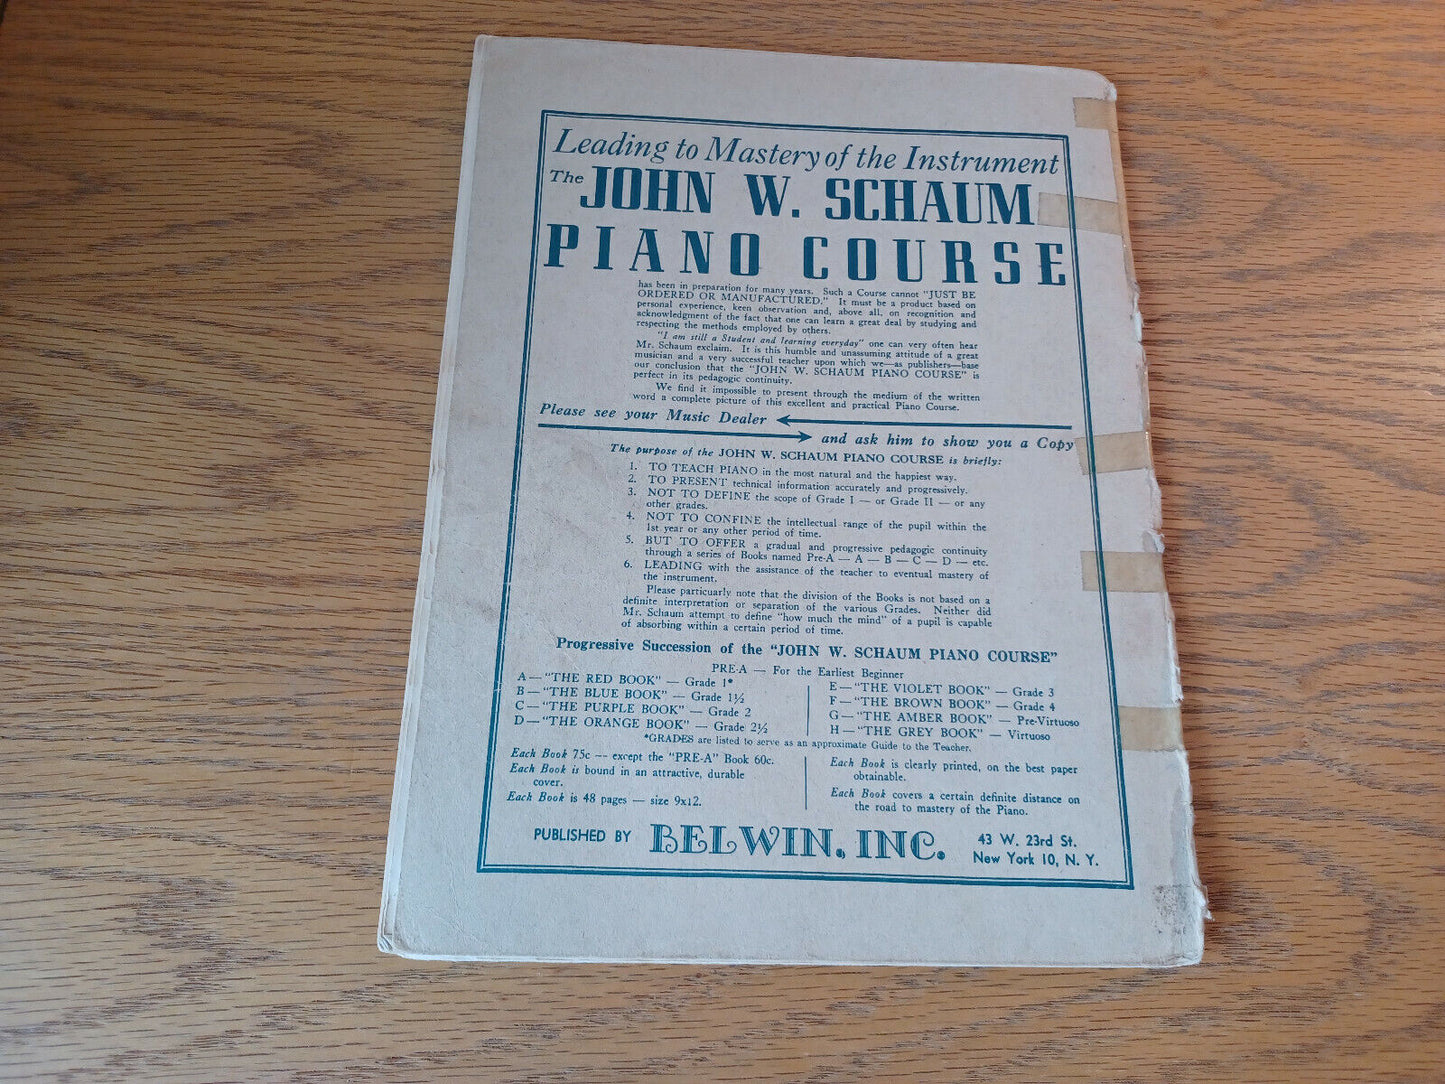 Leading to Mastery of the Instrument
The JOHN W. SCHAUM
PIANO COURSE
has been in preparation for many years. Such a Course cannot "JUST BE
ORDERED OR MANUFACTURED." It must be a product based on
personal experience, keen observation and, above all, on recognition and
acknowledgment of the fact that one can learn a great deal by studying and
respecting the methods employed by others.
"I am still a Student and learning everyday" one can very often hear
Mr. Schaum exclaim. It is this humble and unassuming attitude of a great
musician and a very successful teacher upon which we—as publishers—base
our conclusion that the "JOHN W. SCHAUM PIANO COURSE" is
perfect in its pedagogic continuity.
We find it impossible to present through the medium of the written
word a complete picture of this excellent and practical Piano Course.
Please see your Music Dealer
and ask him to show you a Copy
The purpose of the JOHN W. SCHAUM PIANO COURSE is briefly:
1. TO TEACH PIANO in the most natural and the happiest way.
2. TO PRESENT technical information accurately and progressively.
3. NOT TO DEFINE the scope of Grade I — or Grade II — or any
other grades.
4. NOT TO CONFINE the intellectual range of the pupil within the
1st year or any other period of time.
5. BUT TO OFFER a gradual and progressive pedagogic continuity
through a series of Books named Pre-A — A — B — C — D — etc.
6. LEADING with the assistance of the teacher to eventual mastery of
the instrument.
Please particuarly note that the division of the Books is not based on a
definite interpretation or separation of the various Grades. Neither did
Mr. Schaum attempt to define "how much the mind" of a pupil is capable
of absorbing within a certain period of time.
Progressive Succession of the "JOHN W. SCHAUM PIANO COURSE"
PRE-A — For the Earliest Beginner
A—"THE RED BOOK" — Grade 1*
B—"THE BLUE BOOK" — Grade 1½
C—"THE PURPLE BOOK" — Grade 2
D—"THE ORANGE BOOK" — Grade 2½
E—"THE VIOLET BOOK" — Grade 3
F—"THE BROWN BOOK" — Grade 4
G—"THE AMBER BOOK" — Pre-Virtuoso
H—"THE GREY BOOK" — Virtuoso
*GRADES are listed to serve as an approximate Guide to the Teacher.
Each Book 75c — except the "PRE-A" Book 60c.
Each Book is bound in an attractive, durable
cover.
Each Book is 48 pages — size 9x12.
Each Book is clearly printed, on the best paper
obtainable.
Each Book covers a certain definite distance on
the road to mastery of the Piano.
PUBLISHED BY BELWIN, INC. 43 W. 23rd St.
New York 10, N. Y.